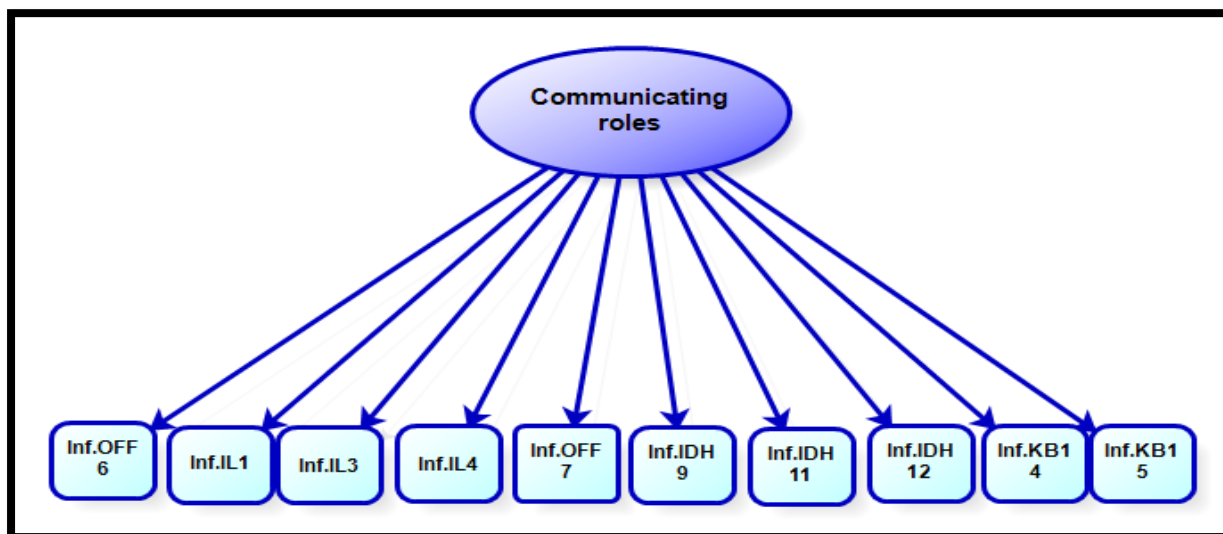 Communicating
roles
Inf.OFF
6
Inf.IL1
Inf.IL3
Inf.IL4
Inf.OFF
7
Inf.IDH
9
Inf.IDH
11
Inf.IDH
12
Inf.KB1
4
Inf.KB1
5